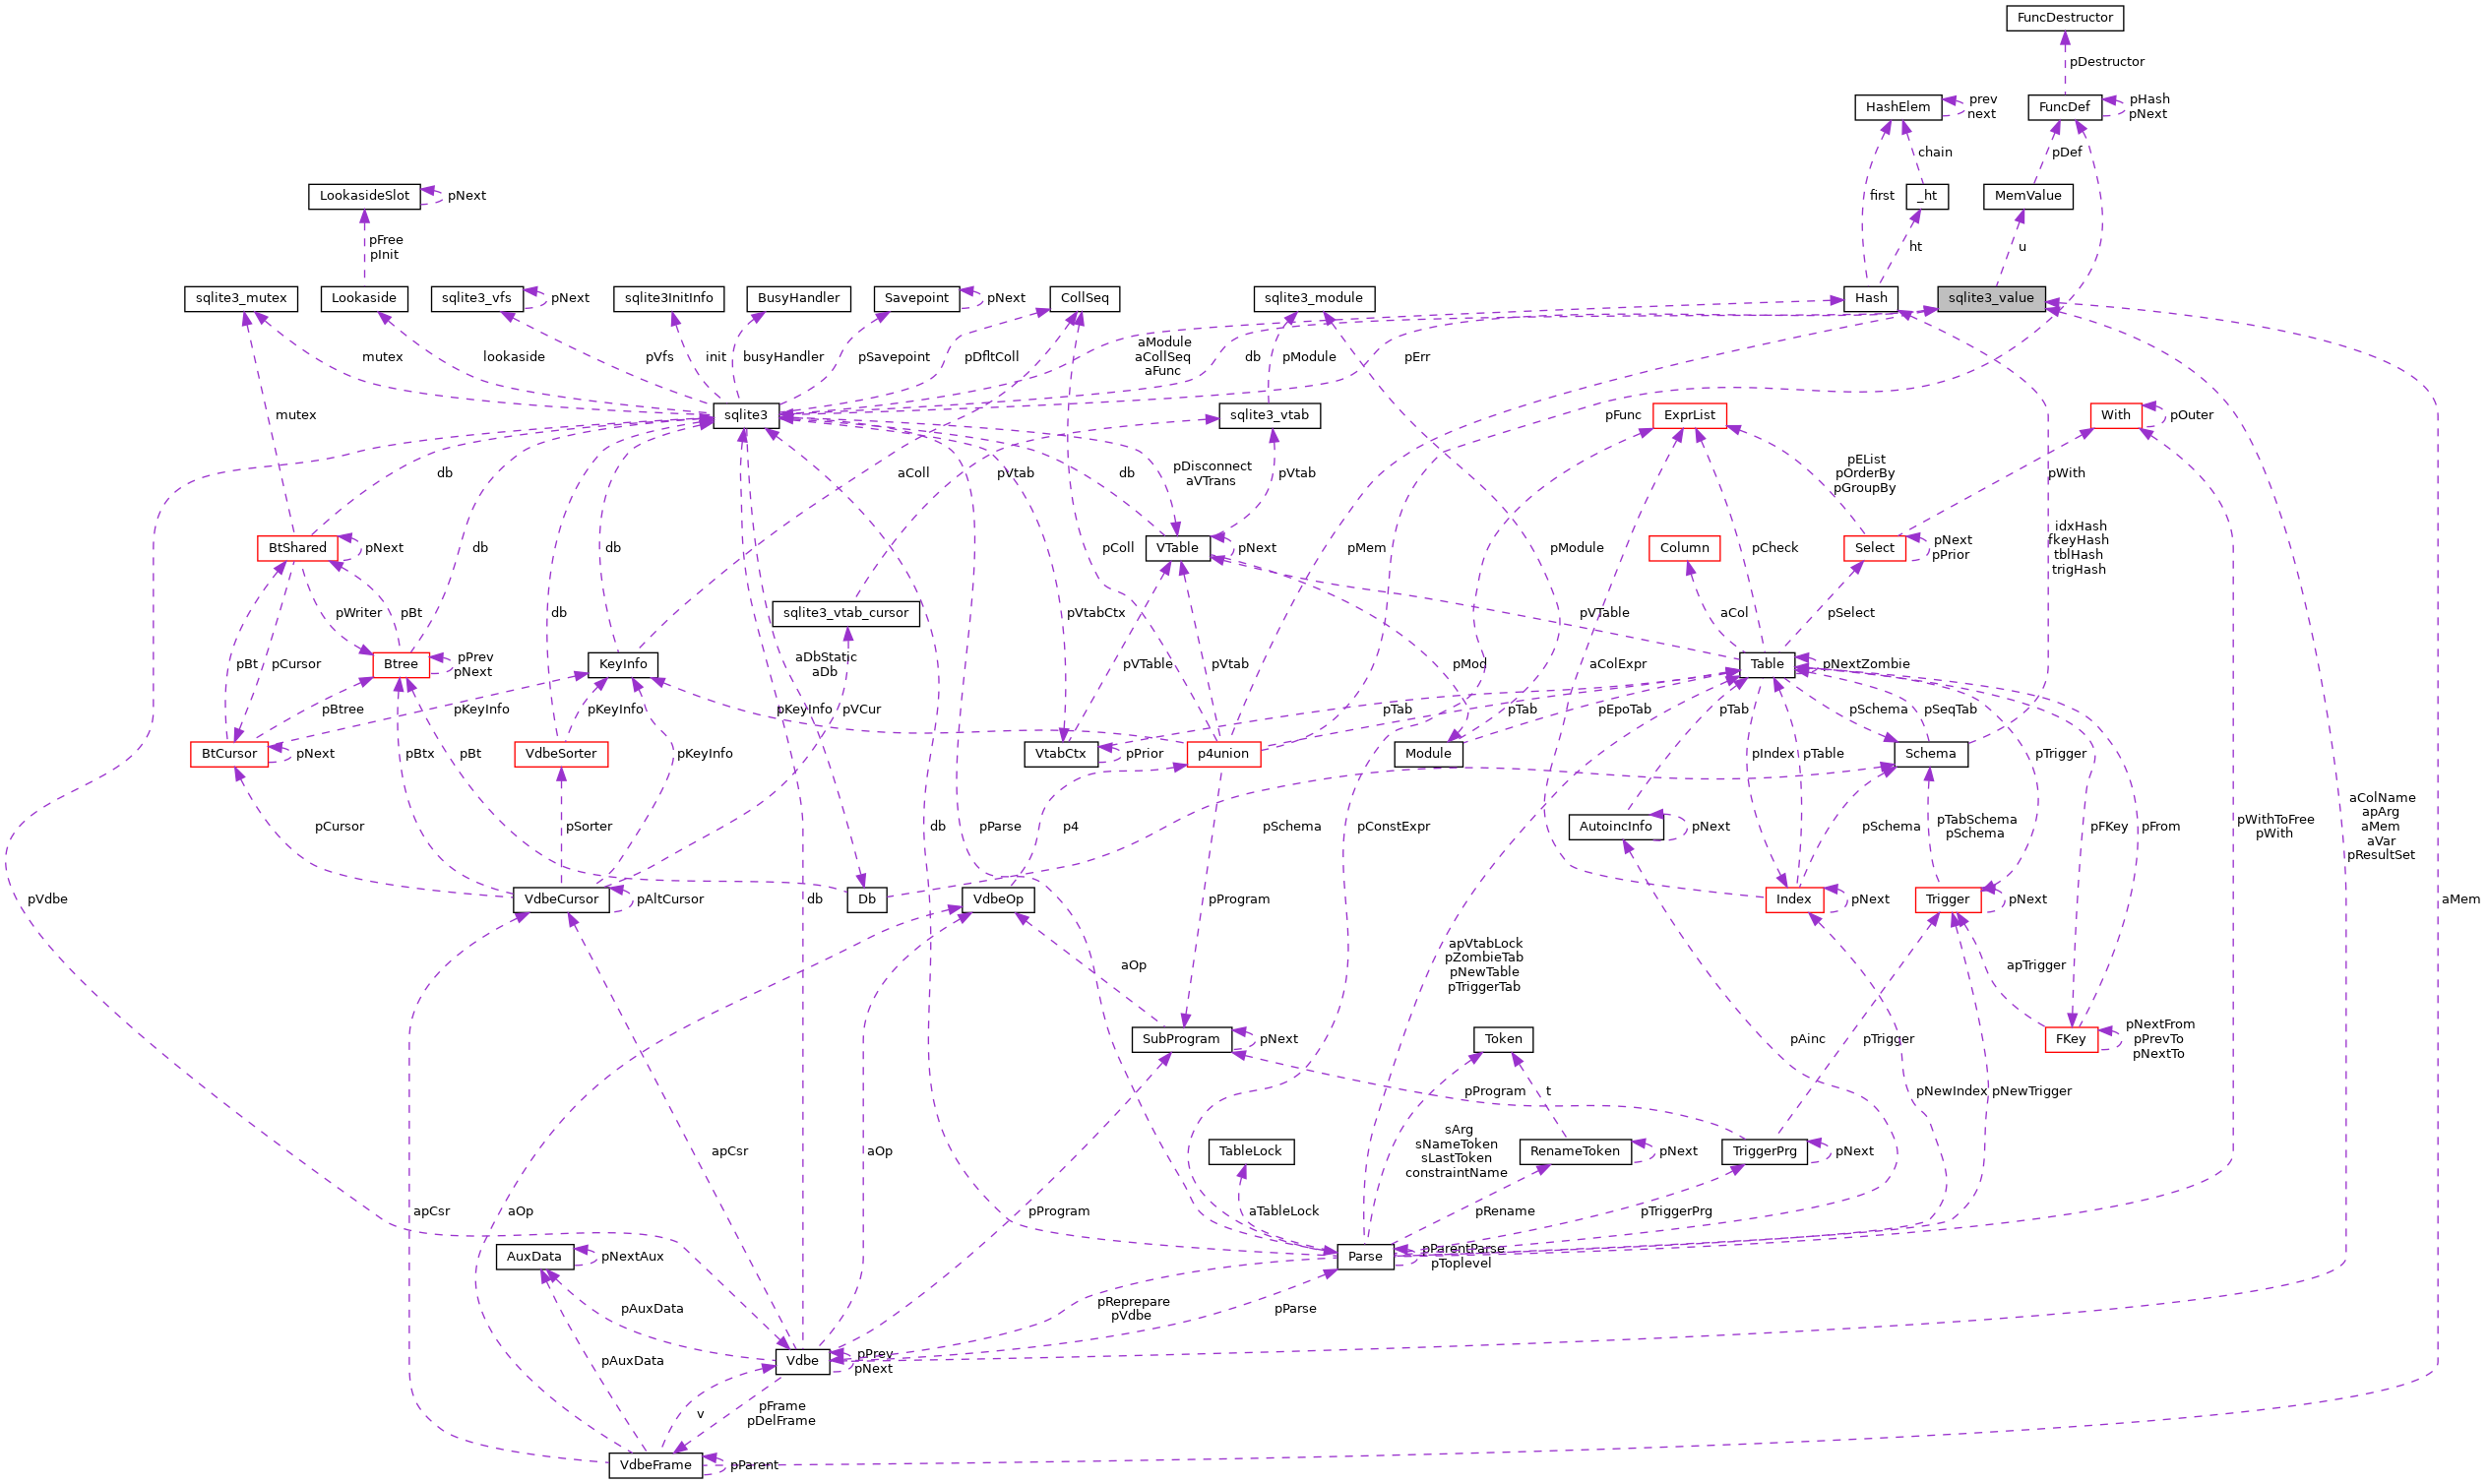 FuncDestructor
pDestructor
HashElem
prev
next
FuncDef
pHash
pNext
chain
pDef
LookasideSlot
pNext
first
_ht
MemValue
pFree
pInit
ht
u
sqlite3_mutex
Lookaside
sqlite3_vfs
pNext
sqlite3InitInfo
BusyHandler
Savepoint
pNext
CollSeq
sqlite3_module
Hash
sqlite3_value
mutex
lookaside
pVfs
init
busyHandler
pSavepoint
pDfltColl
aModule
aCollSeq
aFunc
db
pModule
pErr
mutex
sqlite3
sqlite3_vtab
pFunc
ExprList
With
pOuter
db
aColl
pVtab
db
pDisconnect
aVTrans
pVtab
pEList
pOrderBy
pGroupBy
pWith
BtShared
pNext
db
db
pColl
VTable
pNext
pMem
pModule
Column
pCheck
Select
pNext
pPrior
idxHash
fkeyHash
tblHash
trigHash
pWriter
pBt
db
sqlite3_vtab_cursor
pVtabCtx
pVTable
aCol
pSelect
pBt
pCursor
Btree
pPrev
pNext
KeyInfo
aDbStatic
aDb
pVTable
pVtab
pMod
aColExpr
Table
pNextZombie
pBtree
pKeyInfo
pKeyInfo
pKeyInfo
pVCur
pTab
pTab
pEpoTab
pTab
pSchema
pSeqTab
BtCursor
pNext
pBtx
pBt
VdbeSorter
pKeyInfo
VtabCtx
pPrior
p4union
Module
pIndex
pTable
Schema
pTrigger
pCursor
pSorter
db
pParse
p4
pSchema
pConstExpr
AutoincInfo
pNext
pSchema
pTabSchema
pSchema
pFKey
pFrom
pWithToFree
pWith
aColName
apArg
aMem
aVar
pResultSet
pVdbe
VdbeCursor
pAltCursor
db
Db
VdbeOp
pProgram
Index
pNext
Trigger
pNext
aMem
aOp
apVtabLock
pZombieTab
pNewTable
pTriggerTab
apTrigger
SubProgram
pNext
Token
pAinc
pTrigger
FKey
pNextFrom
pPrevTo
pNextTo
pProgram
t
pNewIndex
pNewTrigger
apCsr
aOp
TableLock
sArg
sNameToken
sLastToken
constraintName
RenameToken
pNext
TriggerPrg
pNext
apCsr
aOp
pProgram
aTableLock
pRename
pTriggerPrg
AuxData
pNextAux
Parse
pParentParse
pToplevel
pAuxData
pReprepare
pVdbe
pParse
pAuxData
Vdbe
pPrev
pNext
v
pFrame
pDelFrame
VdbeFrame
pParent